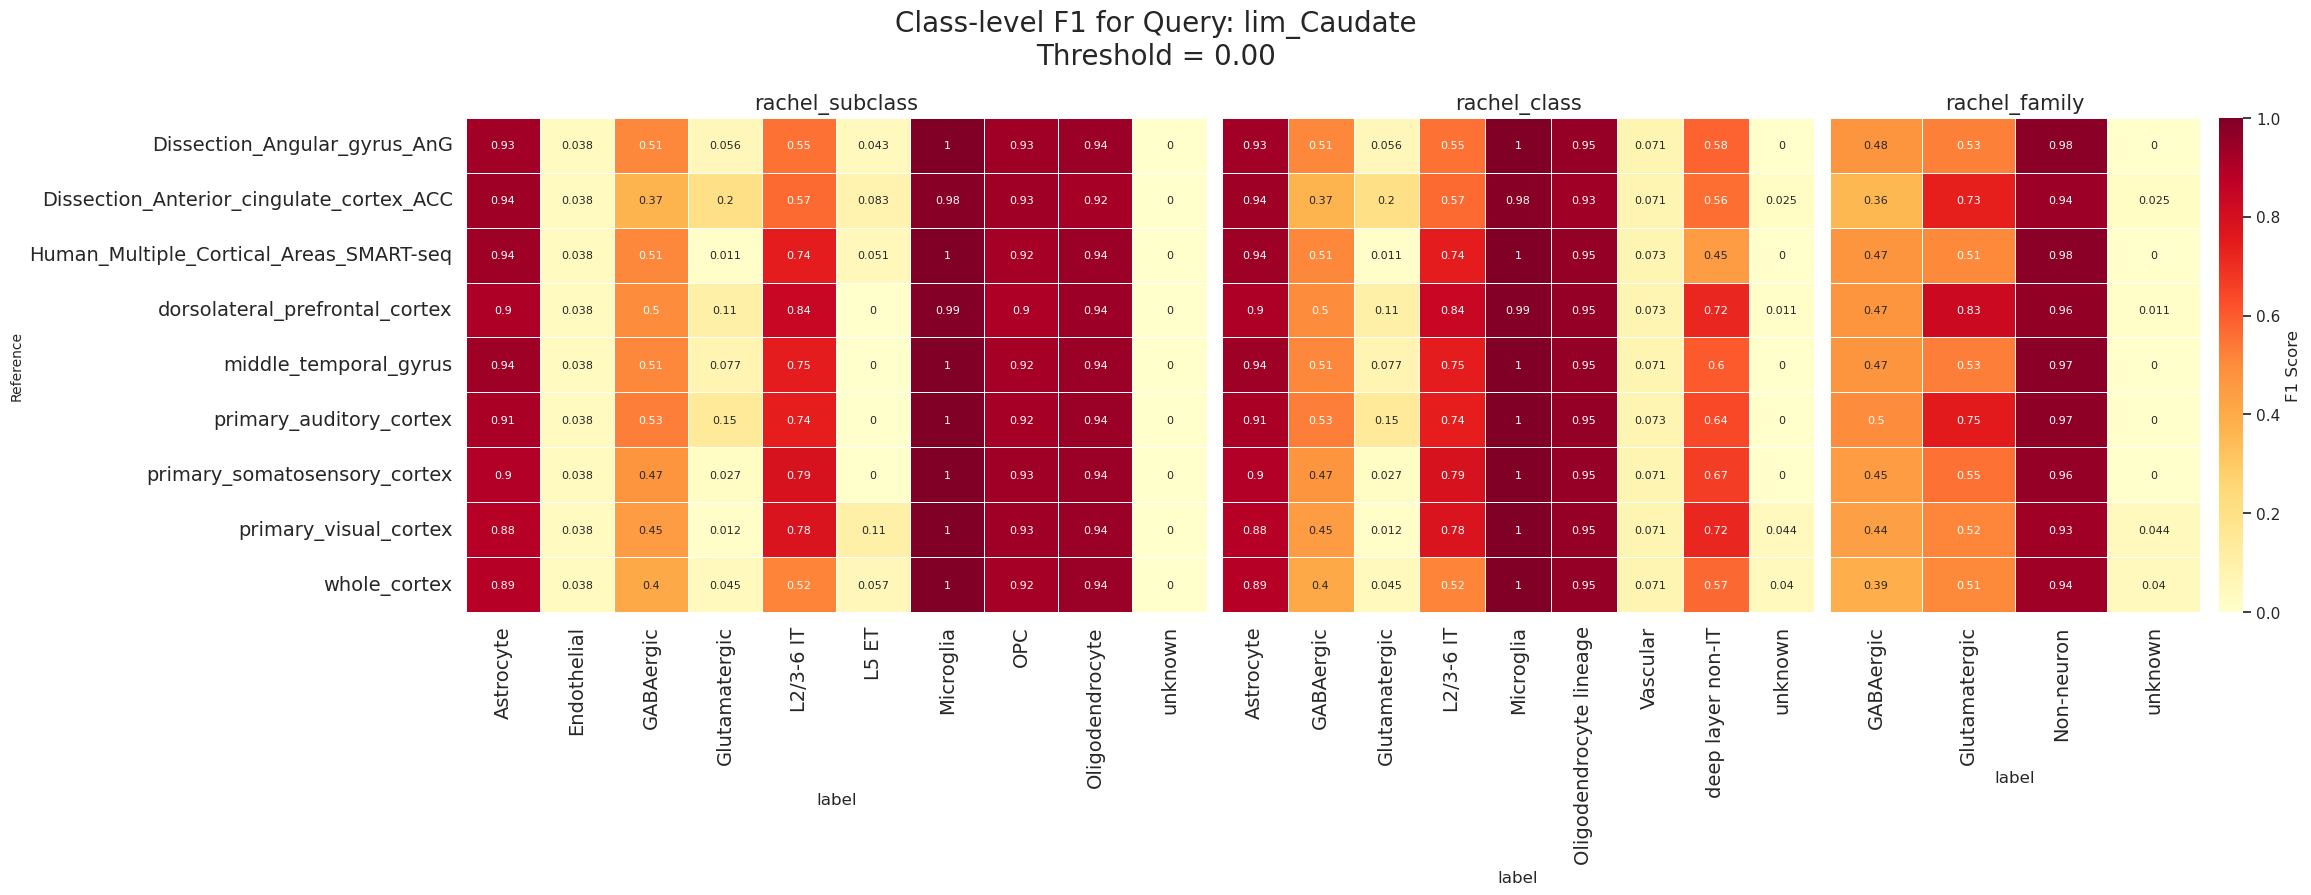 Class-level F1 for Query: lim_Caudate
Threshold = 0.00
rachel_subclass rachel_class rachel_family
Reference
Dissection_Angular_gyrus_AnG 0.93 0.038 0.51 0.056 0.55 0.043 1 0.93 0.94 0 0.93 0.51 0.056 0.55 1 0.95 0.071 0.58 0 0.48 0.53 0.98 0
Dissection_Anterior_cingulate_cortex_ACC 0.94 0.038 0.37 0.2 0.57 0.083 0.98 0.93 0.92 0 0.94 0.37 0.2 0.57 0.98 0.93 0.071 0.56 0.025 0.36 0.73 0.94 0.025
Human_Multiple_Cortical_Areas_SMART-seq 0.94 0.038 0.51 0.011 0.74 0.051 1 0.92 0.94 0 0.94 0.51 0.011 0.74 1 0.95 0.073 0.45 0 0.47 0.51 0.98 0
dorsolateral_prefrontal_cortex 0.9 0.038 0.5 0.11 0.84 0 0.99 0.9 0.94 0 0.9 0.5 0.11 0.84 0.99 0.95 0.073 0.72 0.011 0.47 0.83 0.96 0.011
middle_temporal_gyrus 0.94 0.038 0.51 0.077 0.75 0 1 0.92 0.94 0 0.94 0.51 0.077 0.75 1 0.95 0.071 0.6 0 0.47 0.53 0.97 0
primary_auditory_cortex 0.91 0.038 0.53 0.15 0.74 0 1 0.92 0.94 0 0.91 0.53 0.15 0.74 1 0.95 0.073 0.64 0 0.5 0.75 0.97 0
primary_somatosensory_cortex 0.9 0.038 0.47 0.027 0.79 0 1 0.93 0.94 0 0.9 0.47 0.027 0.79 1 0.95 0.071 0.67 0 0.45 0.55 0.96 0
primary_visual_cortex 0.88 0.038 0.45 0.012 0.78 0.11 1 0.93 0.94 0 0.88 0.45 0.012 0.78 1 0.95 0.071 0.72 0.044 0.44 0.52 0.93 0.044
whole_cortex 0.89 0.038 0.4 0.045 0.52 0.057 1 0.92 0.94 0 0.89 0.4 0.045 0.52 1 0.95 0.071 0.57 0.04 0.39 0.51 0.94 0.04
Astrocyte
Endothelial
GABAergic
Glutamatergic
L2/3-6 IT
L5 ET
Microglia
OPC
Oligodendrocyte
unknown
label
Astrocyte
GABAergic
Glutamatergic
L2/3-6 IT
Microglia
Oligodendrocyte lineage
Vascular
deep layer non-IT
unknown
label
GABAergic
Glutamatergic
Non-neuron
unknown
label
1.0
0.8
0.6
0.4
0.2
0.0
F1 Score